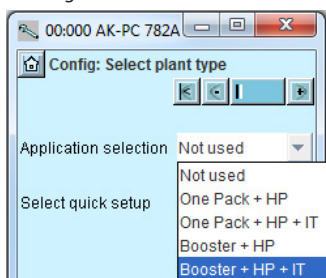 00:000 AK-PC 782A
Config: Select plant type
Application selection Not used
Not used
Select quick setup
One Pack + HP
One Pack + HP + IT
Booster + HP
Booster + HP + IT